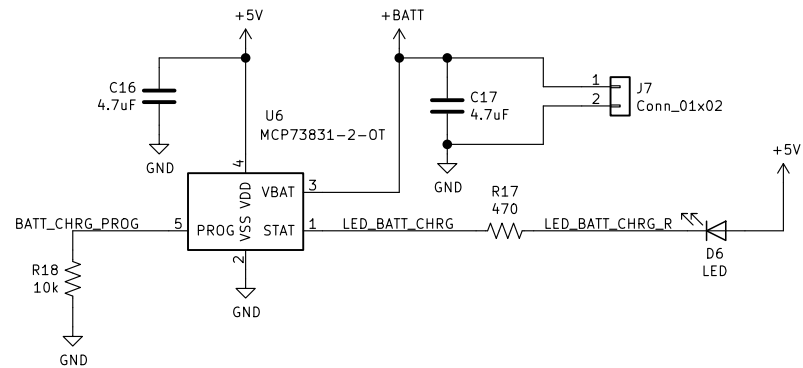 +5V
+BATT
C16
4.7uF
GND
C17
4.7uF
GND
1
2
J7
Conn_01x02
U6
MCP73831-2-OT
+5V
4
VDD
VBAT
3
BATT_CHRG_PROG
5
PROG
VSS
STAT
1
LED_BATT_CHRG
R17
470
LED_BATT_CHRG_R
D6
LED
2
GND
R18
10k
GND